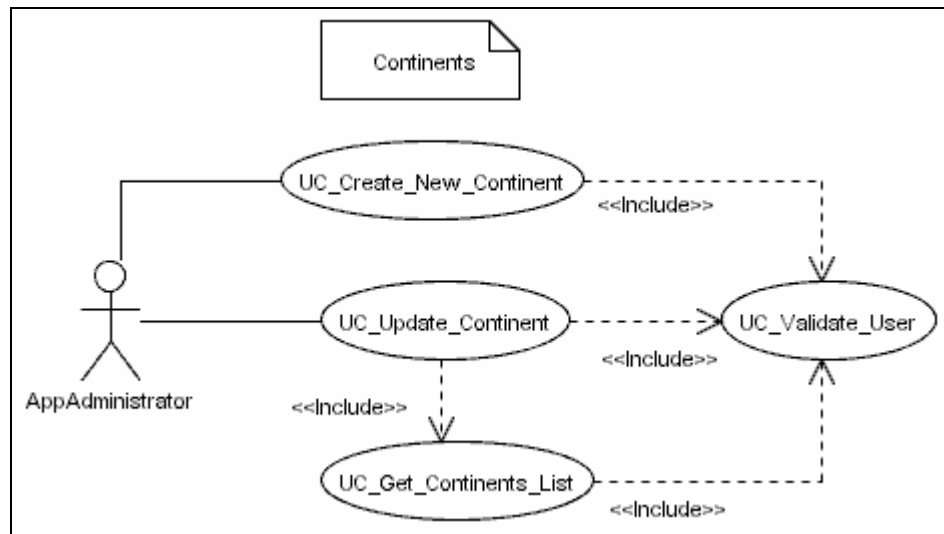 Continents
UC_Create_New_Continent
<<Include>>
UC_Update_Continent
UC_Validate_User
<<Include>>
AppAdministrator
<<Include>>
UC_Get_Continents_List
<<Include>>